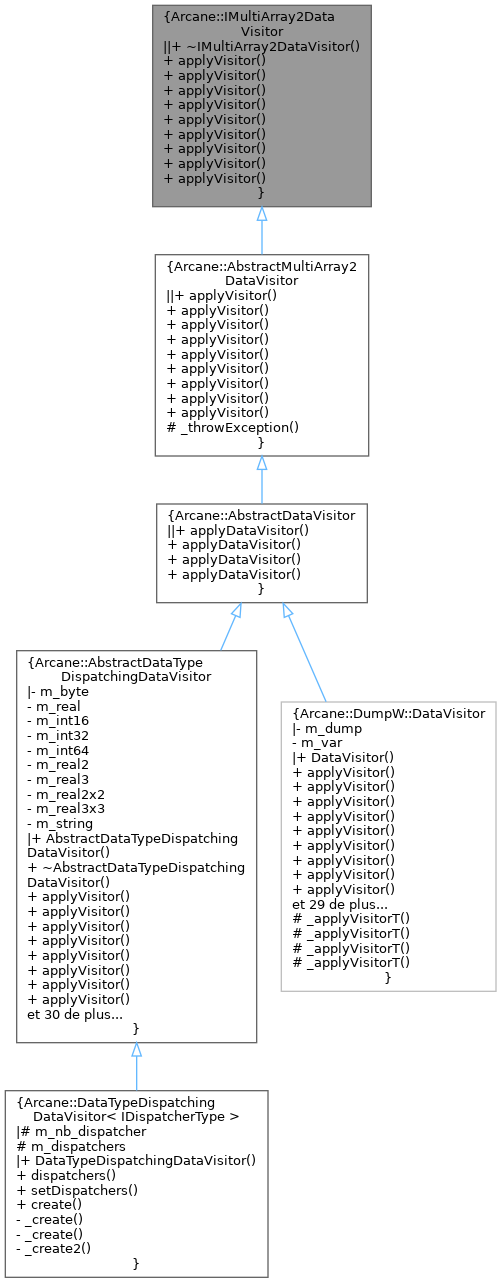 {Arcane::IMultiArray2Data
Visitor
||+ ~IMultiArray2DataVisitor()
+ applyVisitor()
+ applyVisitor()
+ applyVisitor()
+ applyVisitor()
+ applyVisitor()
+ applyVisitor()
+ applyVisitor()
+ applyVisitor()
+ applyVisitor()
}
{Arcane::AbstractMultiArray2
DataVisitor
||+ applyVisitor()
+ applyVisitor()
+ applyVisitor()
+ applyVisitor()
+ applyVisitor()
+ applyVisitor()
+ applyVisitor()
+ applyVisitor()
+ applyVisitor()
# _throwException()
}
{Arcane::AbstractDataVisitor
||+ applyDataVisitor()
+ applyDataVisitor()
+ applyDataVisitor()
+ applyDataVisitor()
}
{Arcane::AbstractDataType
DispatchingDataVisitor
|- m_byte
- m_real
- m_int16
- m_int32
- m_int64
- m_real2
- m_real3
- m_real2x2
- m_real3x3
- m_string
|+ AbstractDataTypeDispatching
DataVisitor()
+ ~AbstractDataTypeDispatching
DataVisitor()
+ applyVisitor()
+ applyVisitor()
+ applyVisitor()
+ applyVisitor()
+ applyVisitor()
+ applyVisitor()
+ applyVisitor()
+ applyVisitor()
et 30 de plus...
}
{Arcane::DumpW::DataVisitor
|- m_dump
- m_var
|+ DataVisitor()
+ applyVisitor()
+ applyVisitor()
+ applyVisitor()
+ applyVisitor()
+ applyVisitor()
+ applyVisitor()
+ applyVisitor()
+ applyVisitor()
+ applyVisitor()
et 29 de plus...
# _applyVisitorT()
# _applyVisitorT()
# _applyVisitorT()
# _applyVisitorT()
}
{Arcane::DataTypeDispatching
DataVisitor< IDispatcherType >
|# m_nb_dispatcher
# m_dispatchers
|+ DataTypeDispatchingDataVisitor()
+ dispatchers()
+ setDispatchers()
+ create()
- _create()
- _create()
- _create2()
}